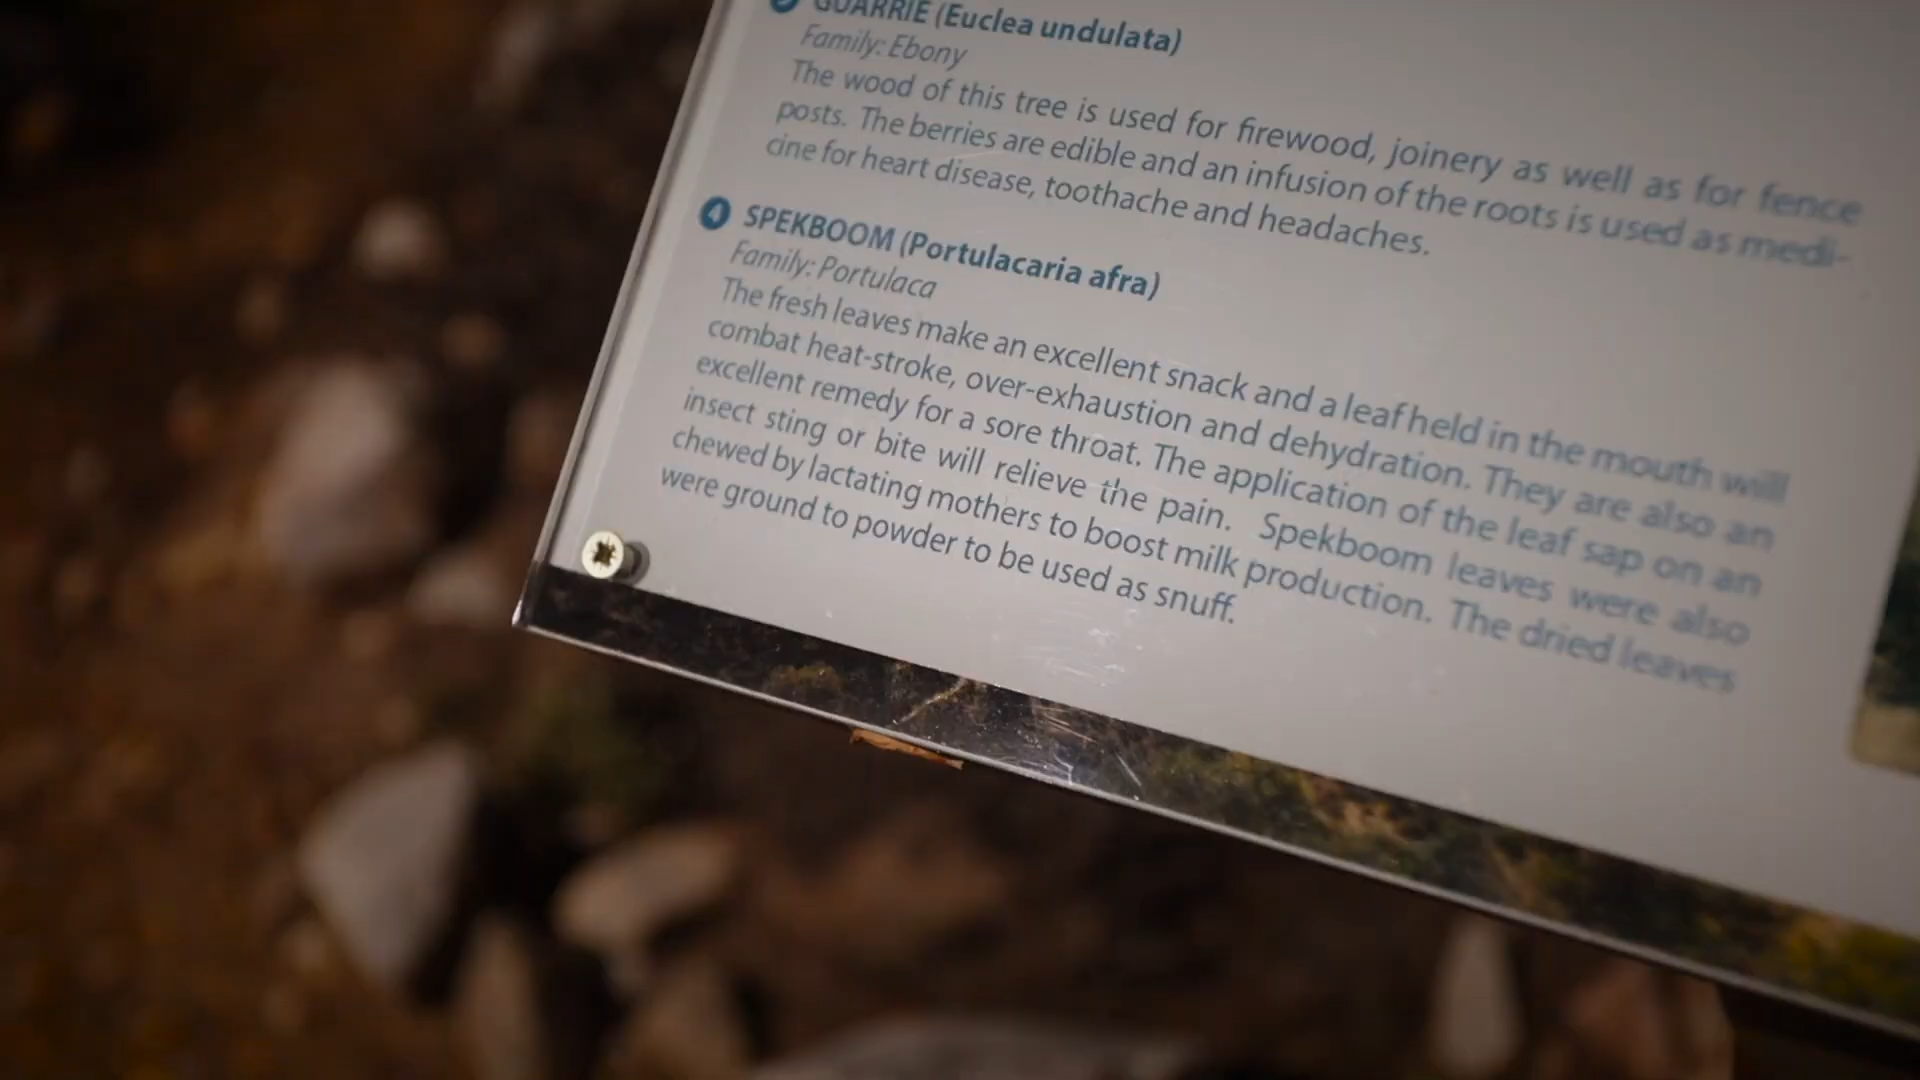 GUARRIE (Euclea undulata)
Family: Ebony
The wood of this tree is used for firewood, joinery as well as for fence
posts. The berries are edible and an infusion of the roots is used as medi-
cine for heart disease, toothache and headaches.
4 SPEKBOOM (Portulacaria afra)
Family: Portulaca
The fresh leaves make an excellent snack and a leaf held in the mouth will
combat heat-stroke, over-exhaustion and dehydration. They are also an
excellent remedy for a sore throat. The application of the leaf sap on an
insect sting or bite will relieve the pain. Spekboom leaves were also
chewed by lactating mothers to boost milk production. The dried leaves
were ground to powder to be used as snuff.